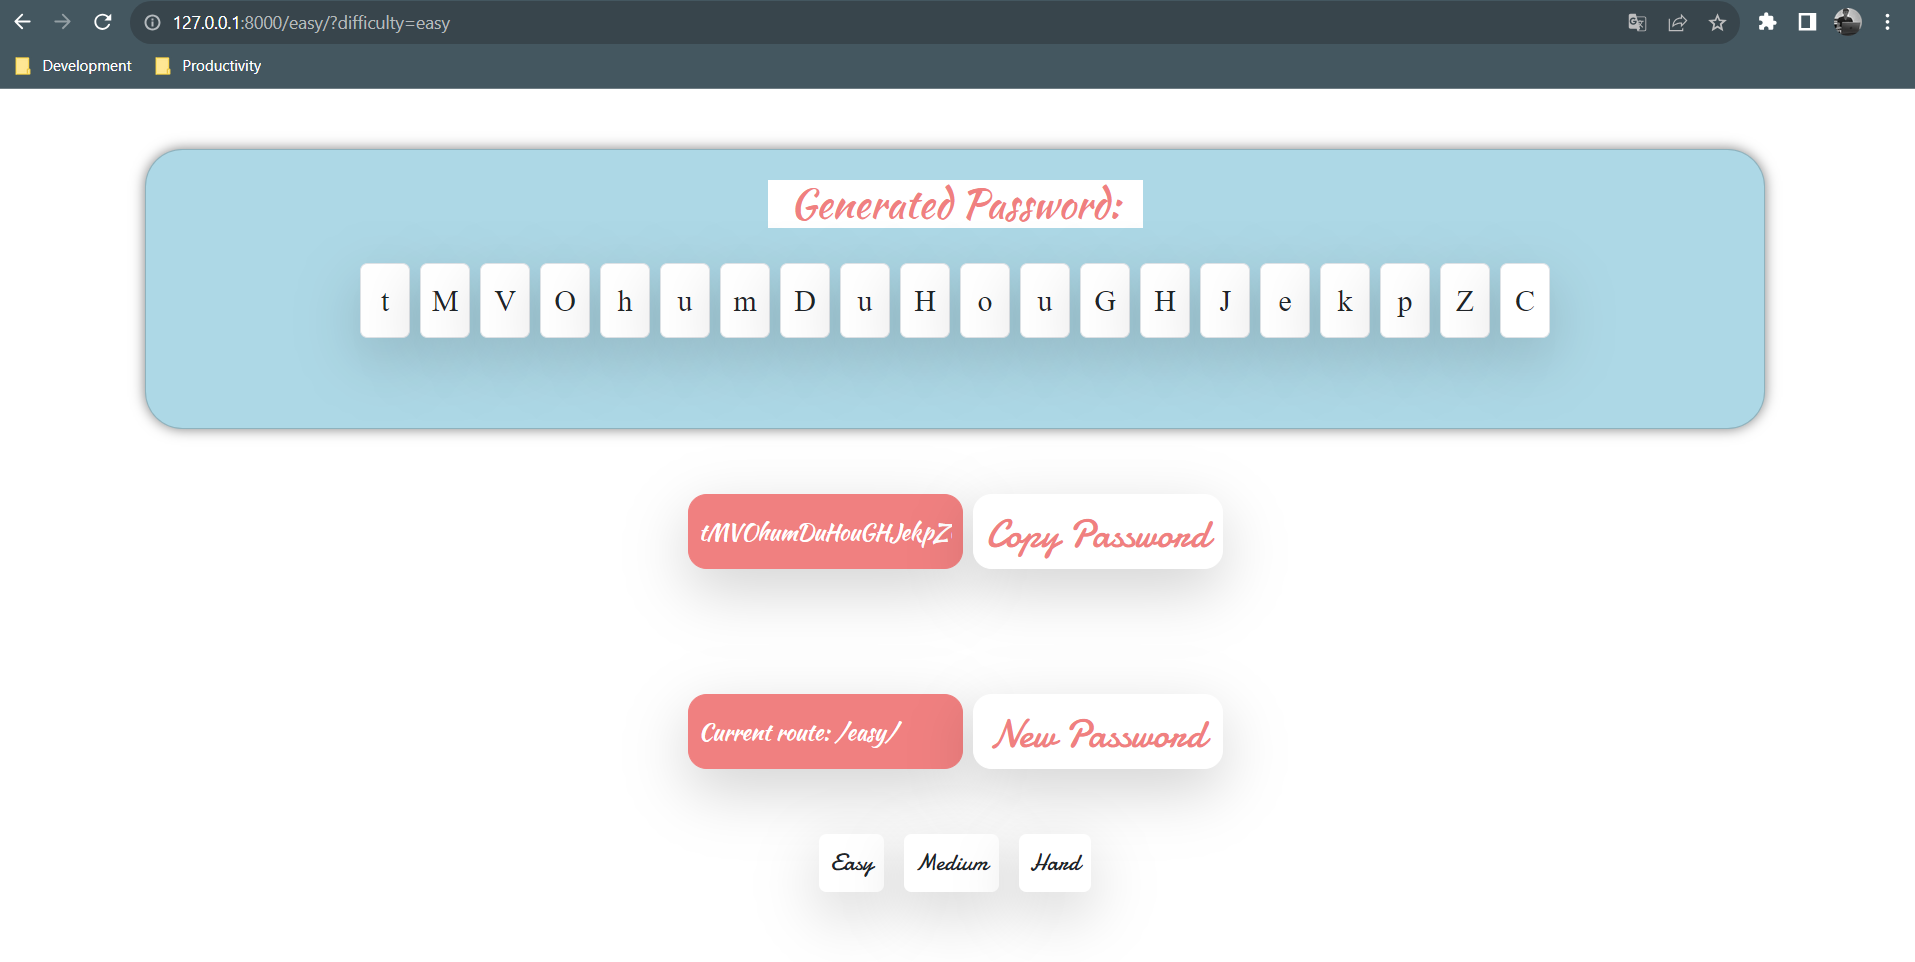 127.0.0.1:8000/easy/?difficulty=easy
Development Productivity
Generated Password:
t M V O h u m D u H o u G H J e k p Z C
tMVOhumDuHouGHJekpZ
Copy Password
Current route: /easy/
New Password
Easy Medium Hard